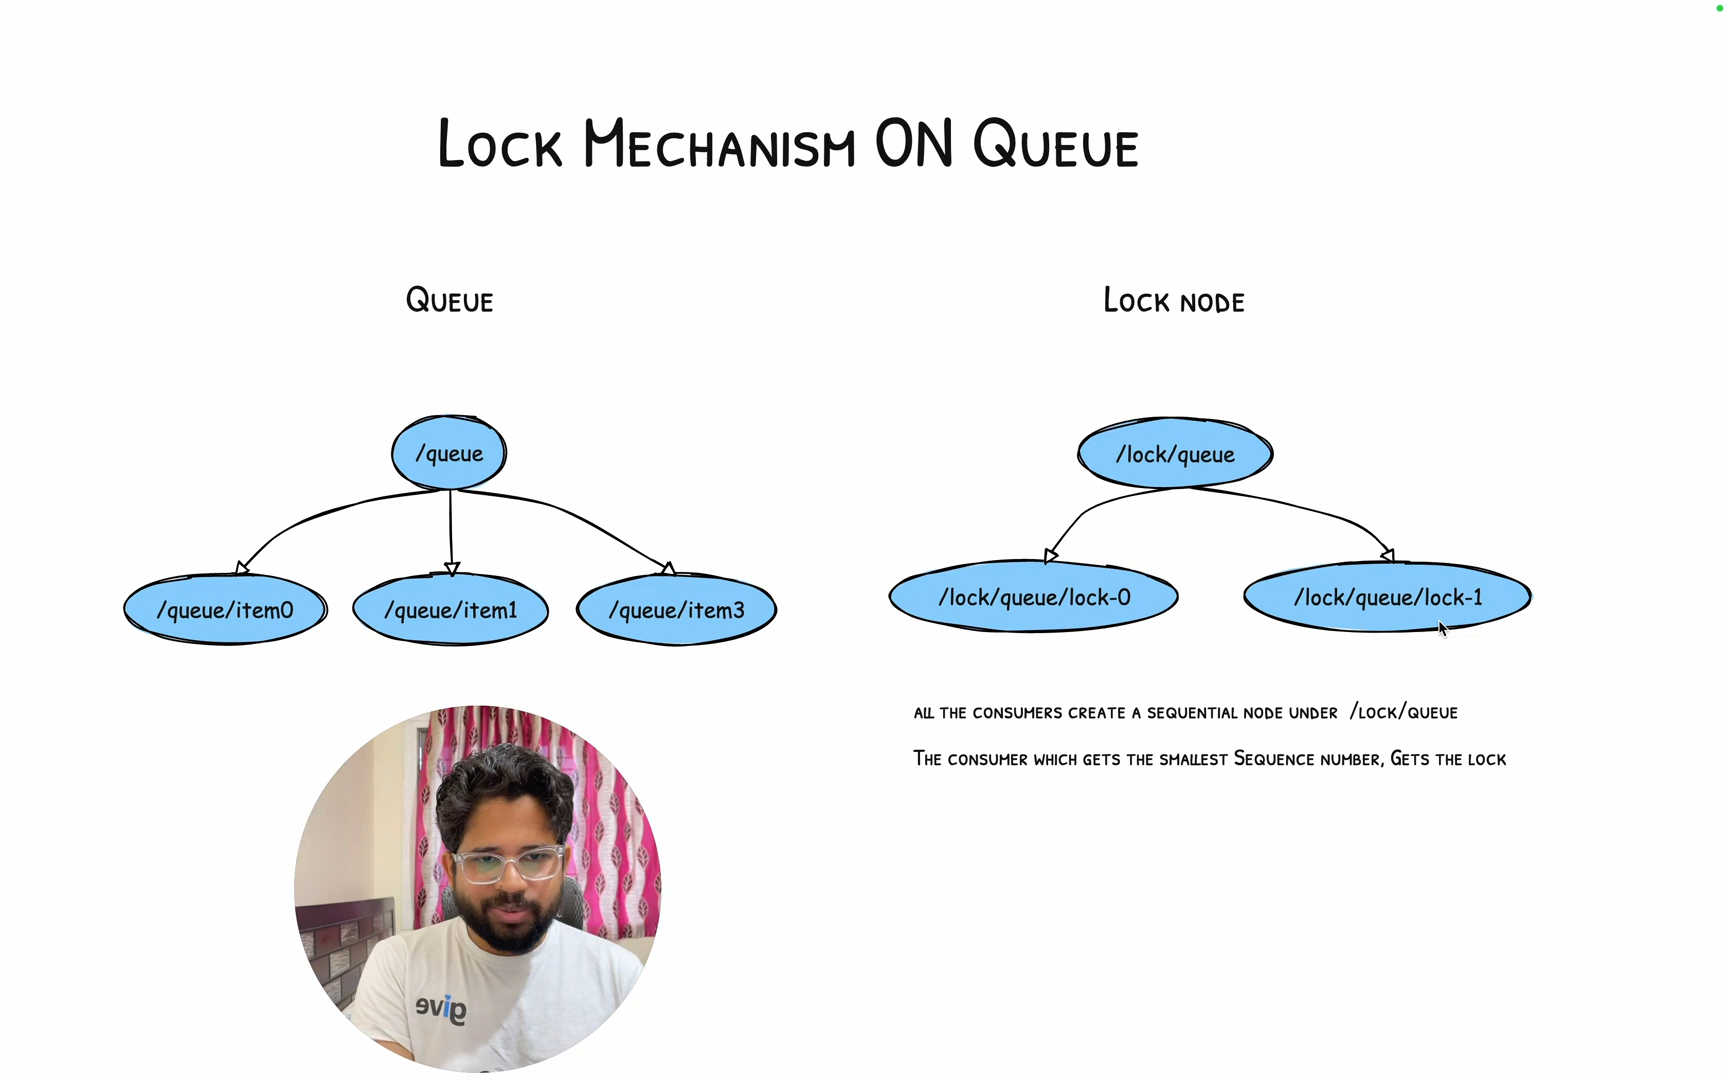 Lock Mechanism ON Queue
Queue
Lock node
/queue
/lock/queue
/queue/item0
/queue/item1
/queue/item3
/lock/queue/lock-0
/lock/queue/lock-1
all the consumers create a sequential node under /lock/queue
The consumer which gets the smallest Sequence number, Gets the lock
give